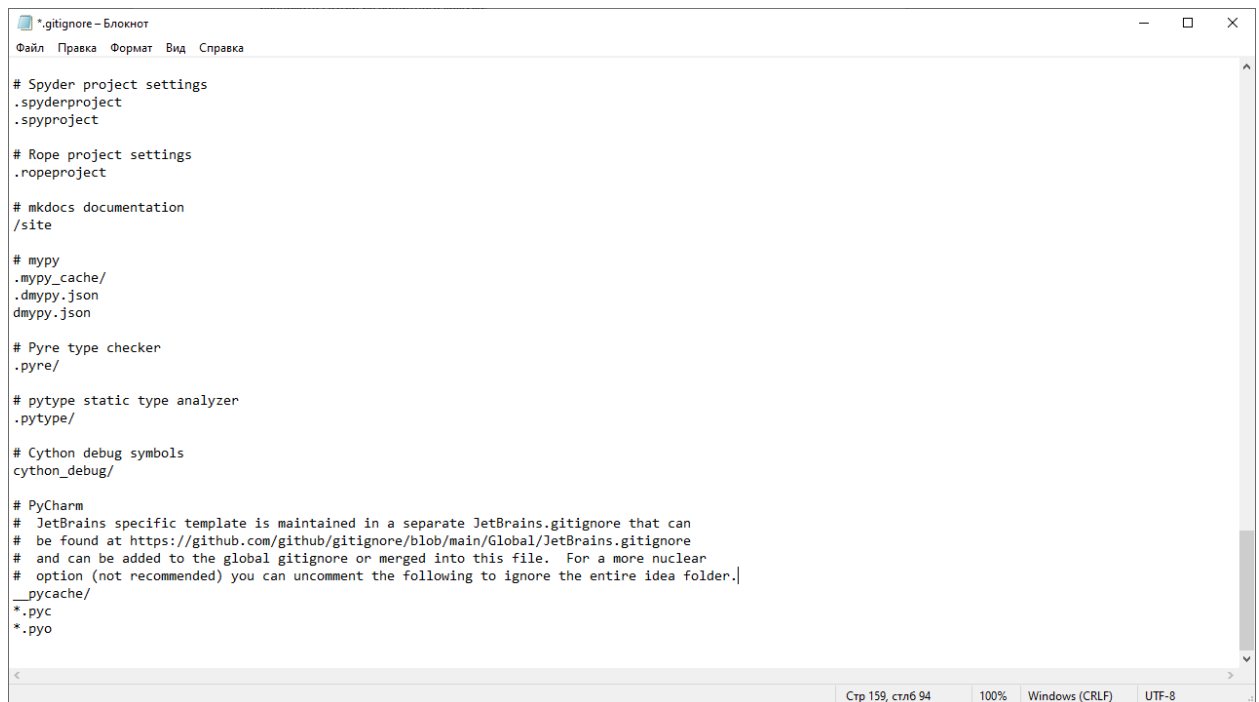 *.gitignore – Блокнот
Файл Правка Формат Вид Справка
# Spyder project settings
.spyderproject
.spyproject
# Rope project settings
.ropeproject
# mkdocs documentation
/site
# mypy
.mypy_cache/
.dmypy.json
dmypy.json
# Pyre type checker
.pyre/
# pytype static type analyzer
.pytype/
# Cython debug symbols
cython_debug/
# PyCharm
#  JetBrains specific template is maintained in a separate JetBrains.gitignore that can
#  be found at https://github.com/github/gitignore/blob/main/Global/JetBrains.gitignore
#  and can be added to the global gitignore or merged into this file.  For a more nuclear
#  option (not recommended) you can uncomment the following to ignore the entire idea folder.
__pycache/
*.pyc
*.pyo
Стр 159, стлб 94 100% Windows (CRLF) UTF-8